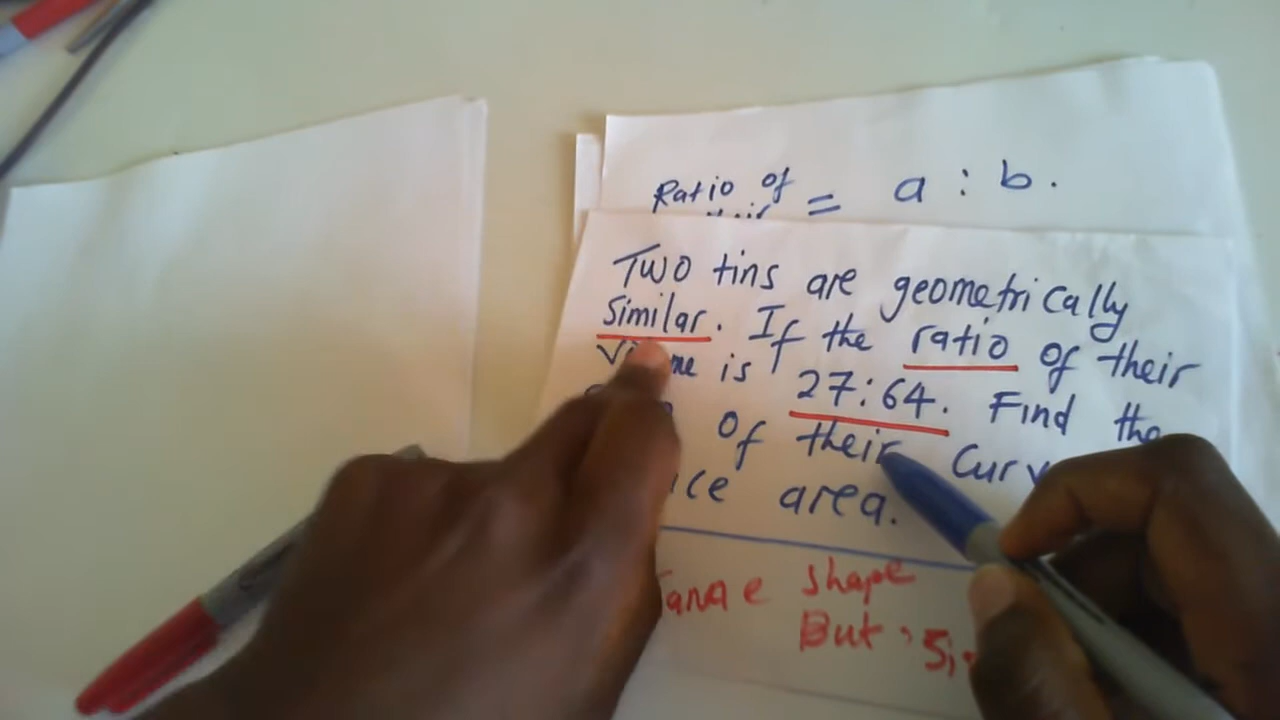 Ratio of
= a : b.
Two tins are geometrically
similar. If the ratio of their
is 27:64. Find the
of their
area.
shape
But